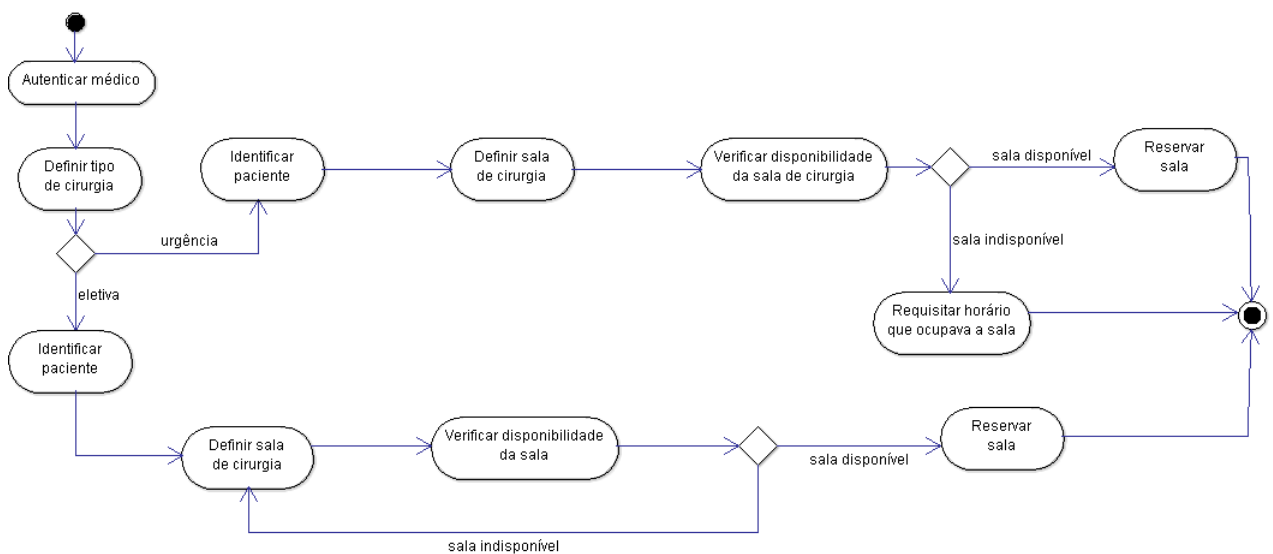 Autenticar médico
Definir tipo
de cirurgia
urgência
eletiva
Identificar
paciente
Definir sala
de cirurgia
Verificar disponibilidade
da sala de cirurgia
sala disponível
Reservar
sala
sala indisponível
Requisitar horário
que ocupava a sala
Identificar
paciente
Definir sala
de cirurgia
Verificar disponibilidade
da sala
sala disponível
Reservar
sala
sala indisponível